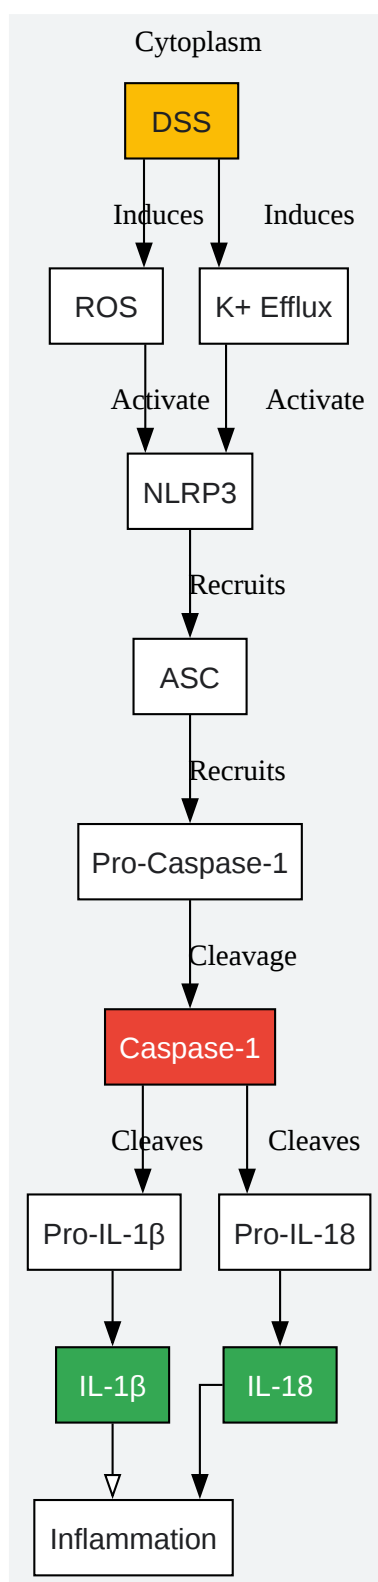 Cytoplasm
DSS
Induces
Induces
ROS
K+ Efflux
Activate
Activate
NLRP3
Recruits
ASC
Recruits
Pro-Caspase-1
Cleavage
Caspase-1
Cleaves
Cleaves
Pro-IL-1β
Pro-IL-18
IL-1β
IL-18
Inflammation